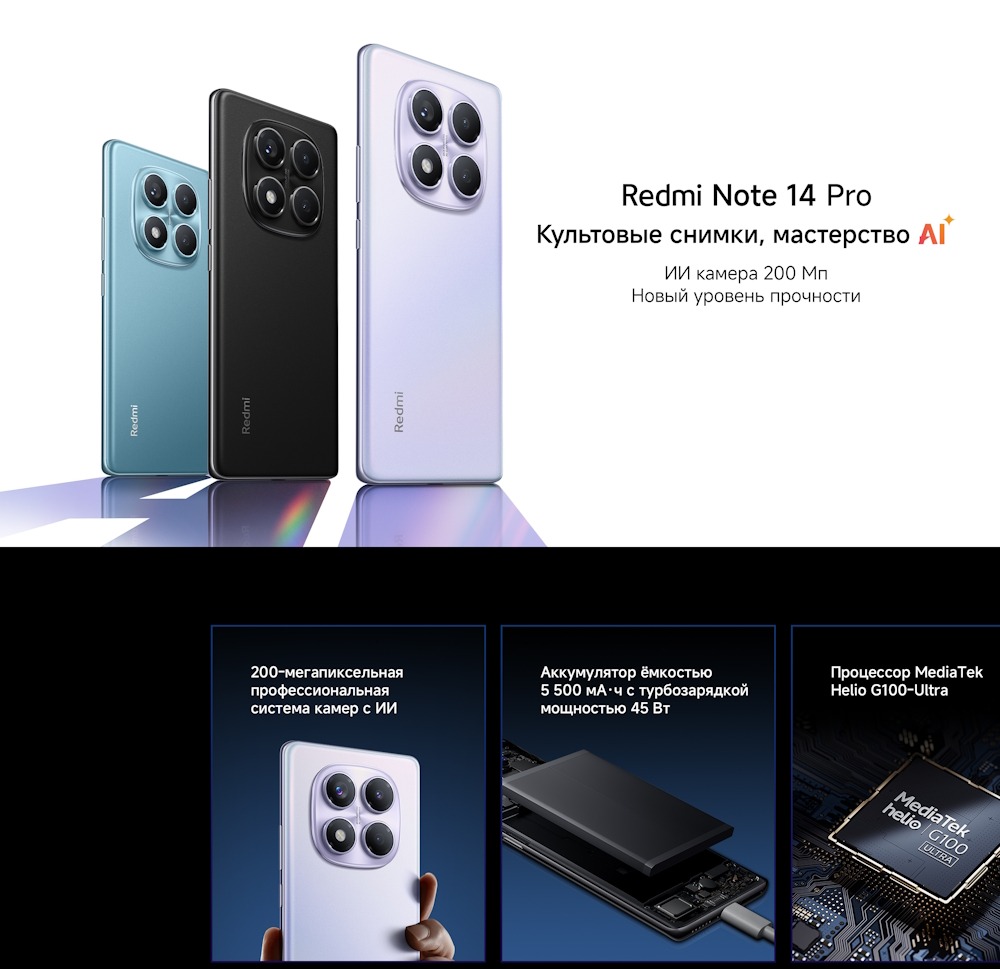 Redmi Note 14 Pro
Культовые снимки, мастерство AI
ИИ камера 200 Мп
Новый уровень прочности
Redmi
Redmi
Redmi
200-мегапиксельная
профессиональная
система камер с ИИ
Аккумулятор ёмкостью
5 500 мА·ч с турбозарядкой
мощностью 45 Вт
Процессор MediaTek
Helio G100-Ultra
MediaTek
helio G100
ULTRA